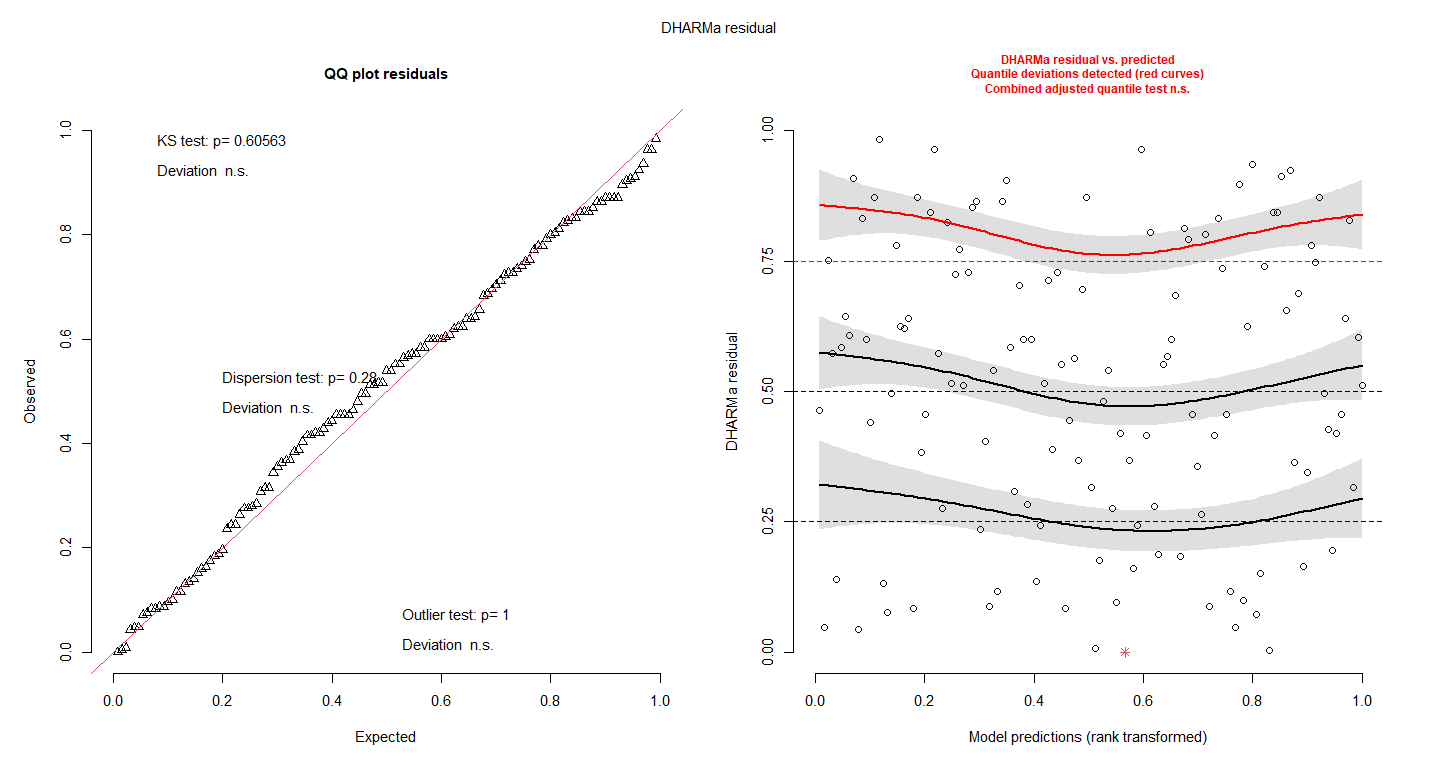 DHARMa residual
QQ plot residuals
KS test: p= 0.60563
Deviation  n.s.
Dispersion test: p= 0.28
Deviation  n.s.
Outlier test: p= 1
Deviation  n.s.
Observed
0.0
0.2
0.4
0.6
0.8
1.0
0.0 0.2 0.4 0.6 0.8 1.0
Expected
DHARMa residual vs. predicted
Quantile deviations detected (red curves)
Combined adjusted quantile test n.s.
DHARMa residual
0.00
0.25
0.50
0.75
1.00
0.0 0.2 0.4 0.6 0.8 1.0
Model predictions (rank transformed)